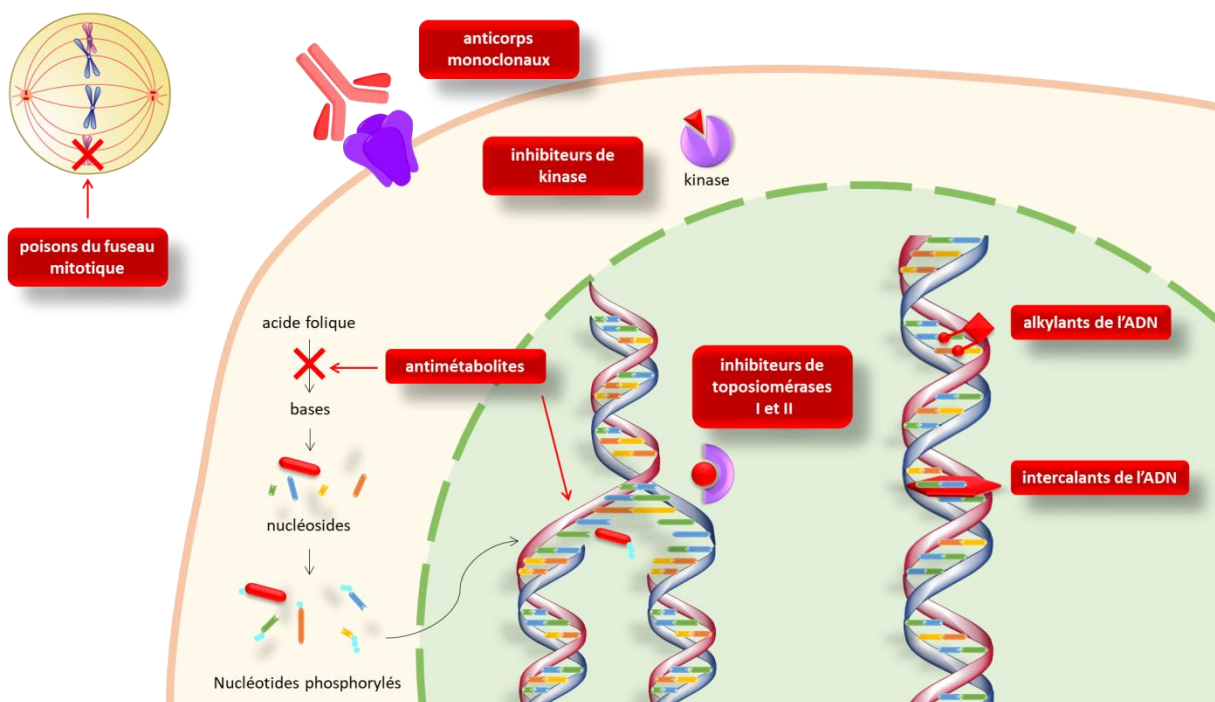 anticorps
monoclonaux
inhibiteurs de
kinase
kinase
poisons du fuseau
mitotique
acide folique
antimétabolites
bases
nucléosides
Nucléotides phosphorylés
inhibiteurs de
toposiomérases
I et II
alkylants de l'ADN
intercalants de l'ADN